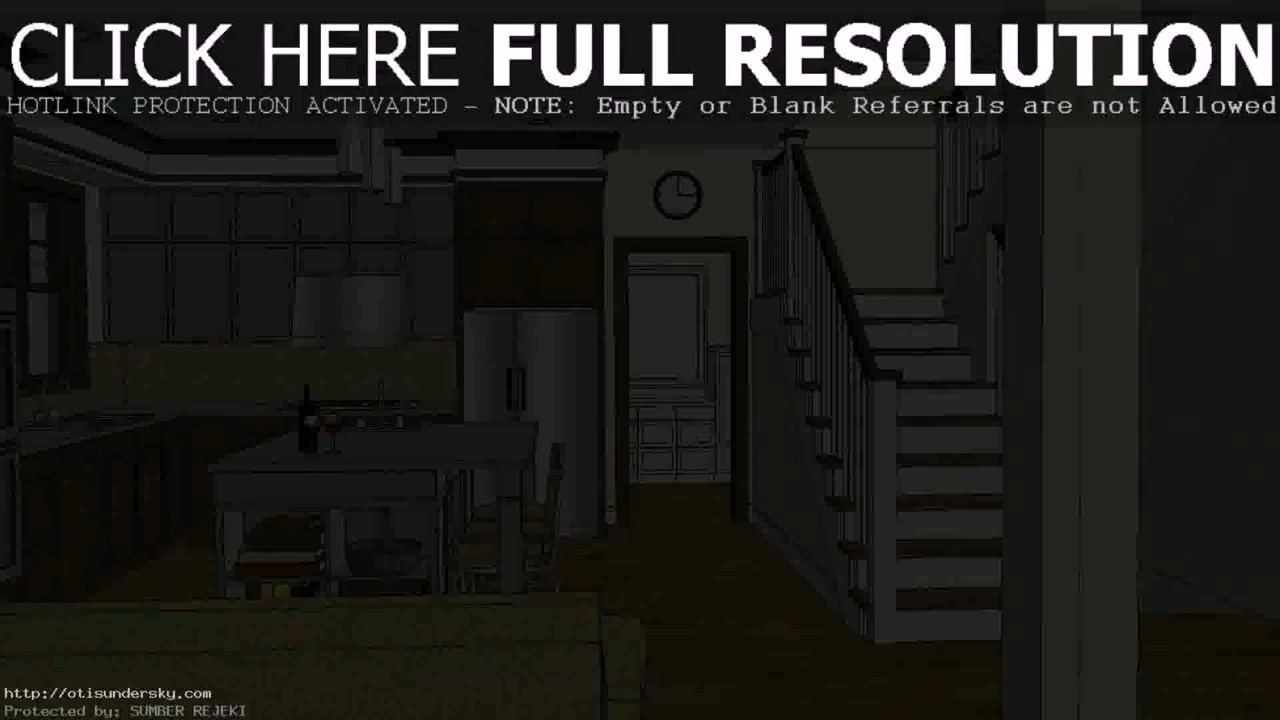 CLICK HERE FULL RESOLUTION
HOTLINK PROTECTION ACTIVATED - NOTE: Empty or Blank Referrals are not Allowed
http://otisundersky.com
Protected by; SUMBER REJEKI